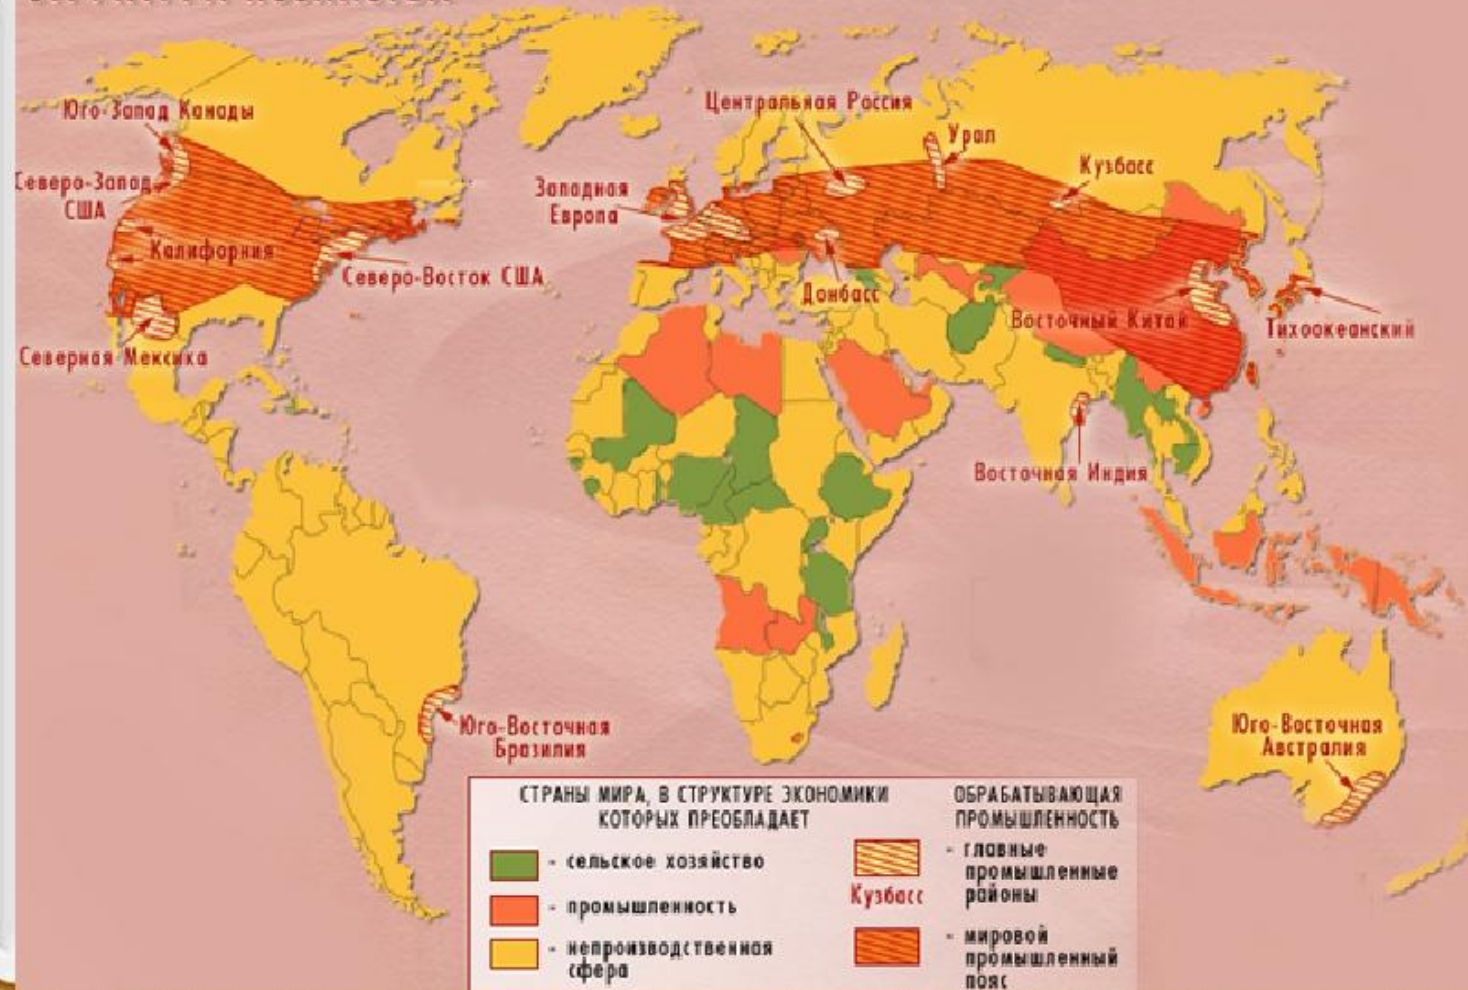 Юго-Запад Канады
Северо-Запад
США
Калифорния
Северо-Восток США
Северная Мексика
Центральная Россия
Урал
Кузбасс
Западная
Европа
Донбасс
Восточный Китай
Тихоокеанский
Восточная Индия
Юго-Восточная
Бразилия
Юго-Восточная
Австралия
СТРАНЫ МИРА, В СТРУКТУРЕ ЭКОНОМИКИ
КОТОРЫХ ПРЕОБЛАДАЕТ
- сельское хозяйство
- промышленность
- непроизводственная
сфера
ОБРАБАТЫВАЮЩАЯ
ПРОМЫШЛЕННОСТЬ
- главные
промышленные
районы
Кузбасс
- мировой
промышленный
пояс